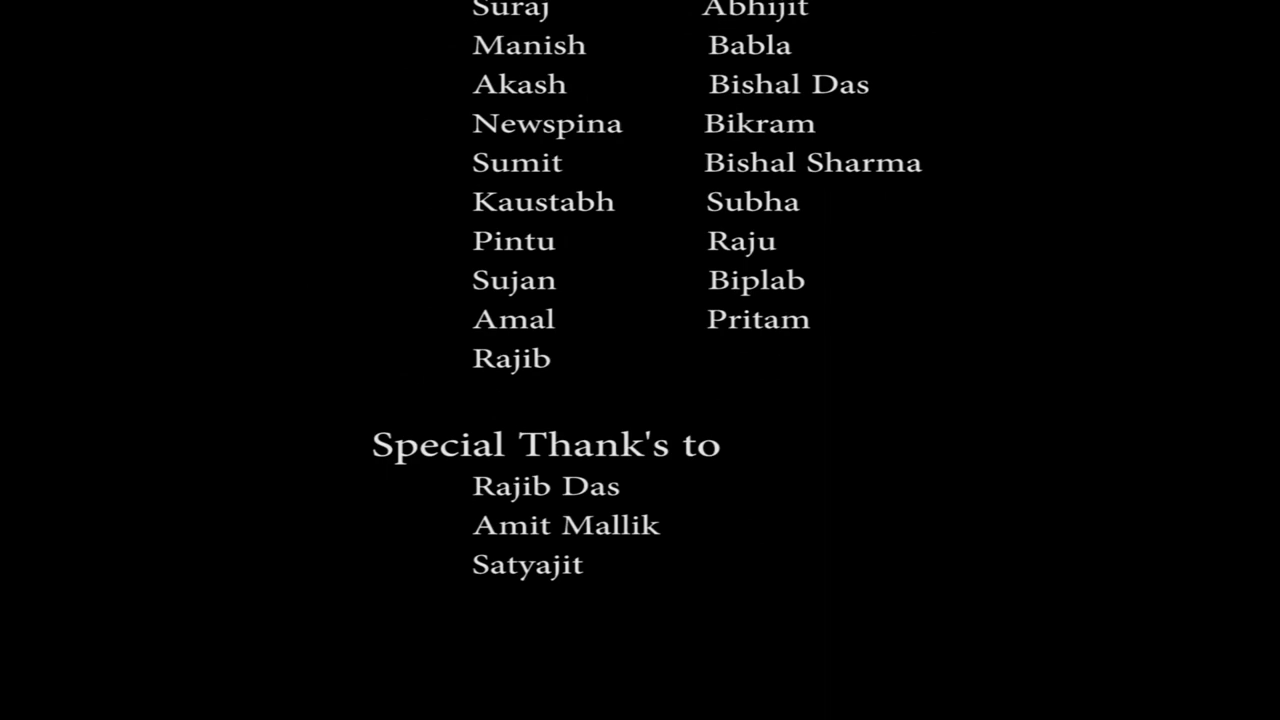 Suraj Abhijit
Manish Babla
Akash Bishal Das
Newspina Bikram
Sumit Bishal Sharma
Kaustabh Subha
Pintu Raju
Sujan Biplab
Amal Pritam
Rajib
Special Thank's to
Rajib Das
Amit Mallik
Satyajit